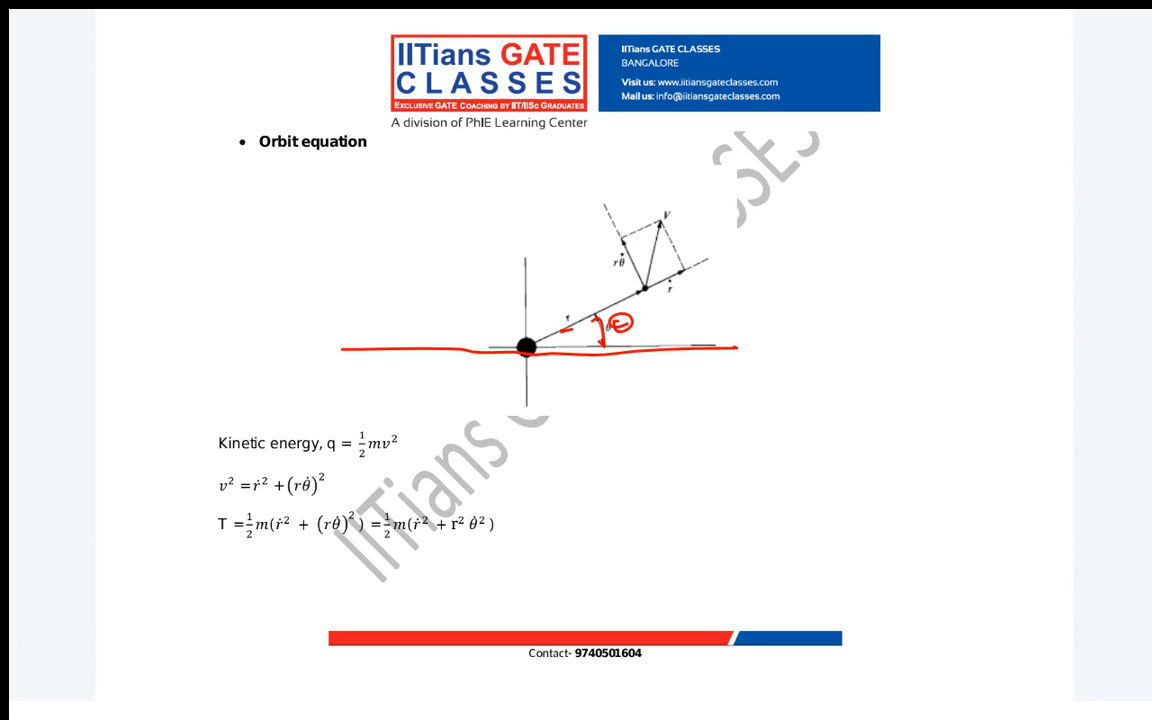 IITians GATE
CLASSES
EXCLUSIVE GATE COACHING BY IIT/IISc GRADUATES
A division of PhIE Learning Center
IITians GATE CLASSES
BANGALORE
Visit us: www.iitiansgateclasses.com
Mail us: info@iitiansgateclasses.com
• Orbit equation
V
rθ̇
ṙ
r
θ
Kinetic energy, q = ½mv²
v² =ṙ² +(rθ̇)²
T =½m(ṙ² + (rθ̇)²) =½m(ṙ² + r² θ̇²)
Contact- 9740501604